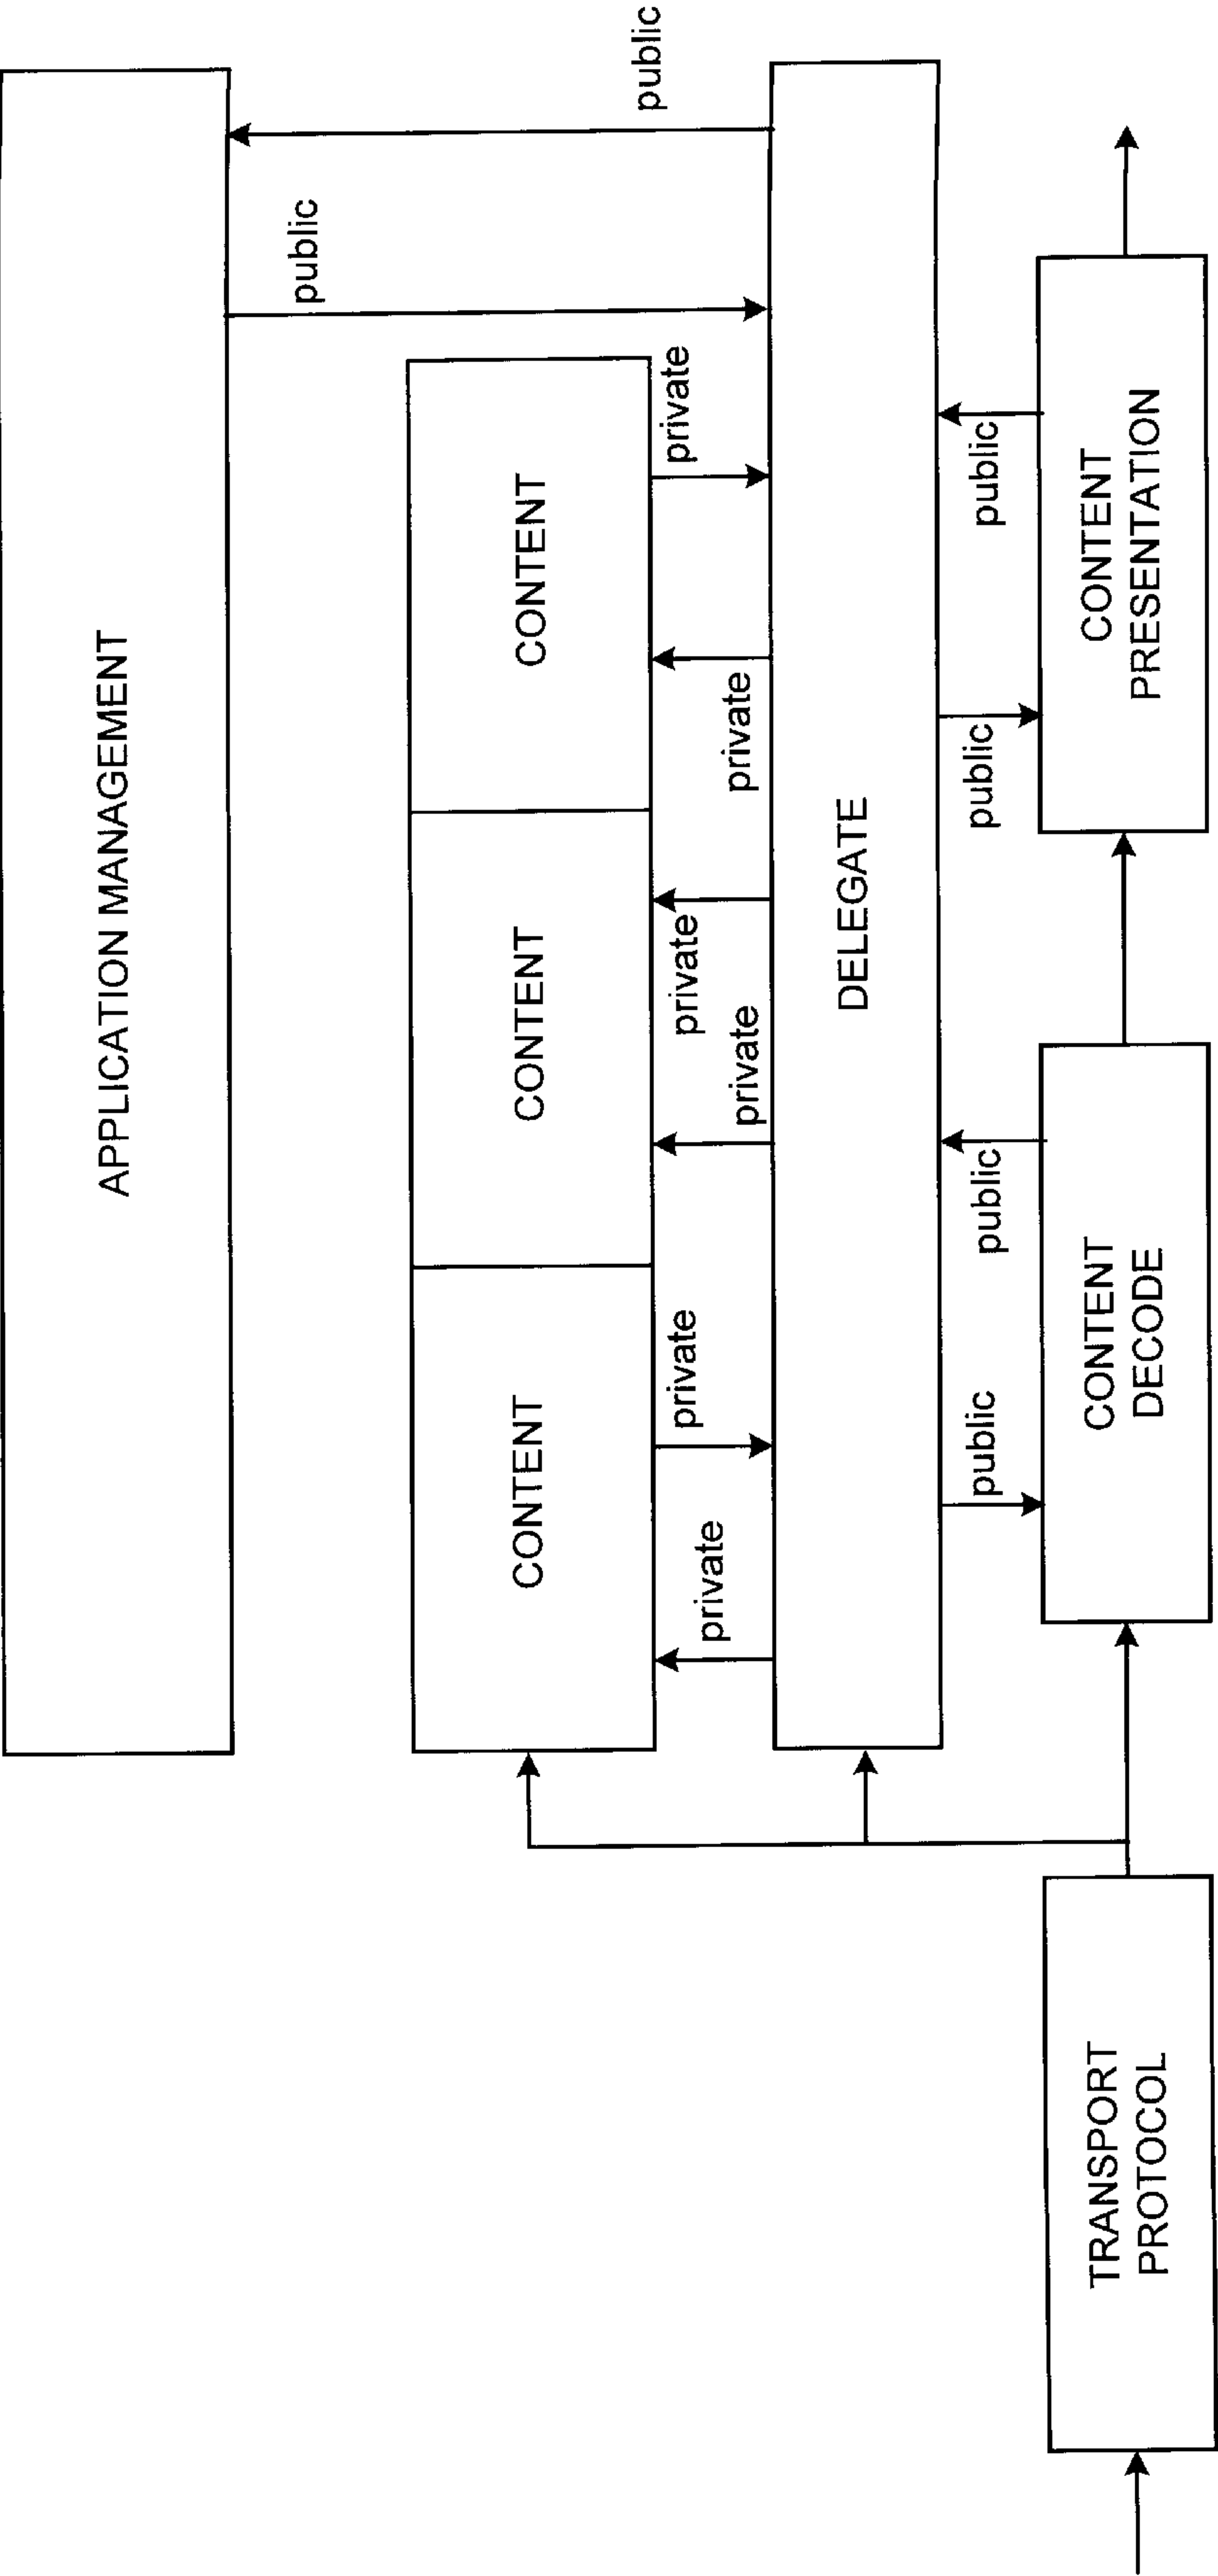 APPLICATION MANAGEMENT
public
public
CONTENT
CONTENT
CONTENT
private
private
private
private
private
private
DELEGATE
public
public
public
public
TRANSPORT
PROTOCOL
CONTENT
DECODE
CONTENT
PRESENTATION